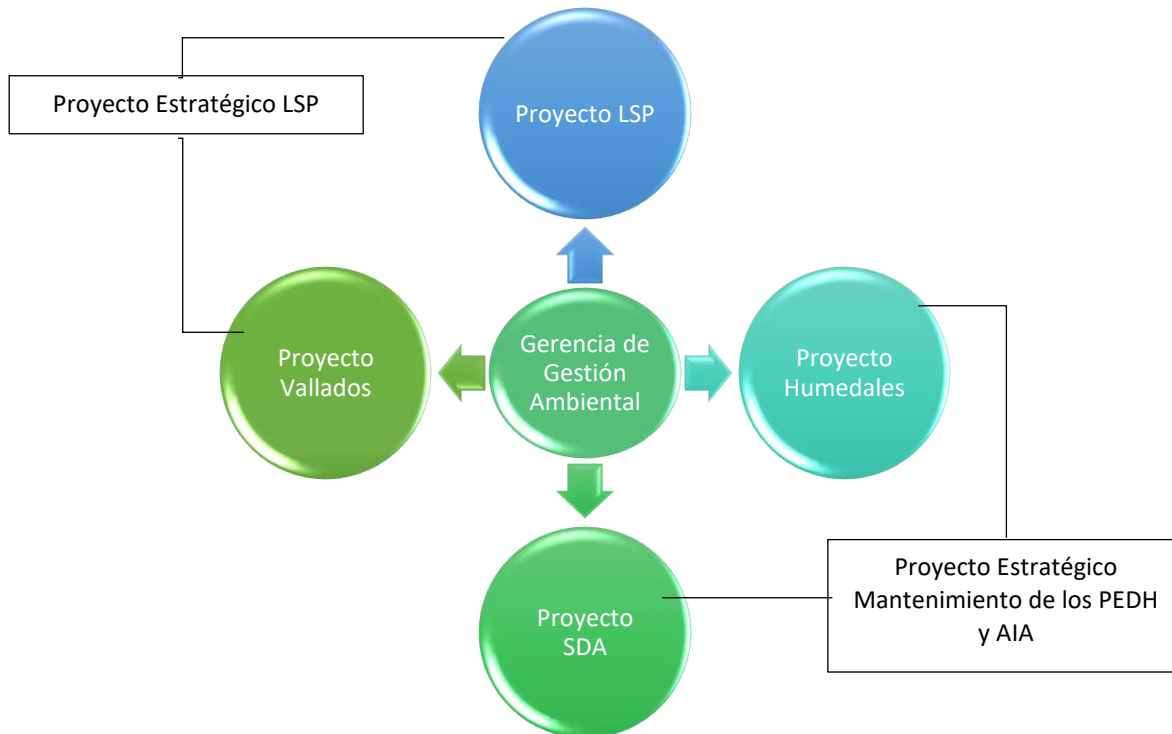 Proyecto Estratégico LSP
Proyecto LSP
Proyecto
Vallados
Gerencia de
Gestión
Ambiental
Proyecto
Humedales
Proyecto
SDA
Proyecto Estratégico
Mantenimiento de los PEDH
y AIA